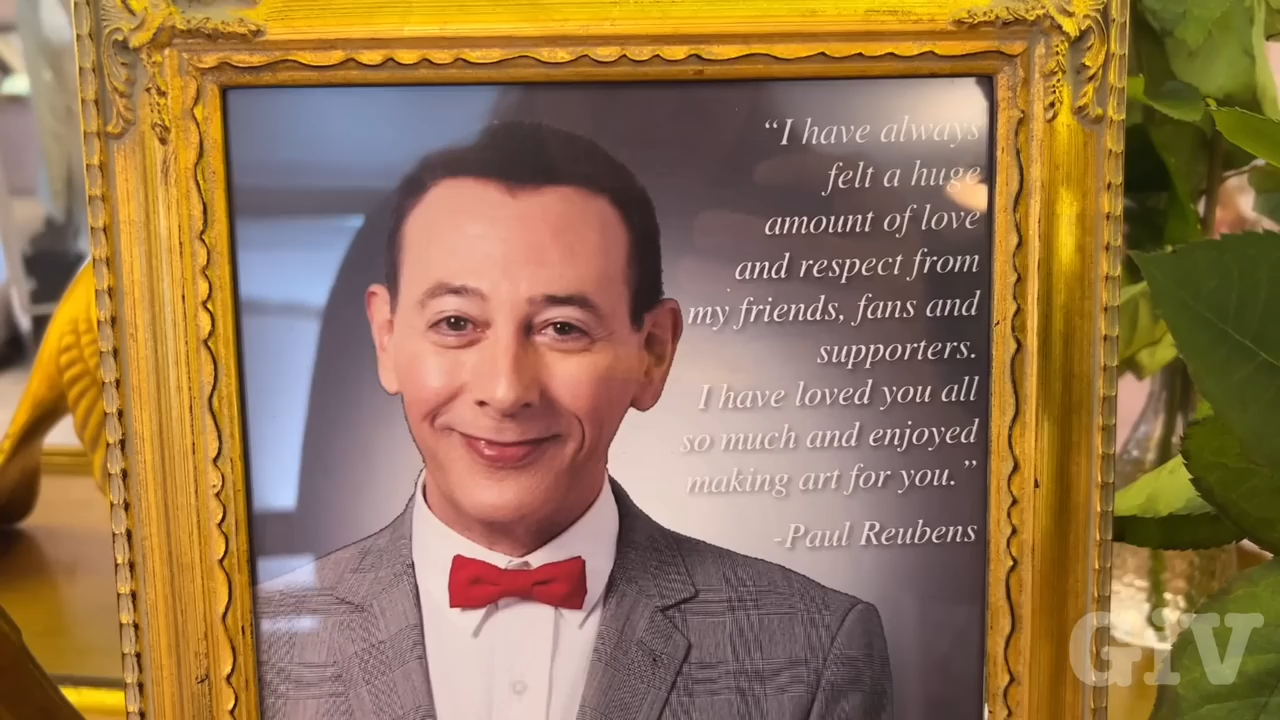 “I have always
felt a huge
amount of love
and respect from
my friends, fans and
supporters.
I have loved you all
so much and enjoyed
making art for you.”
-Paul Reubens
GiV